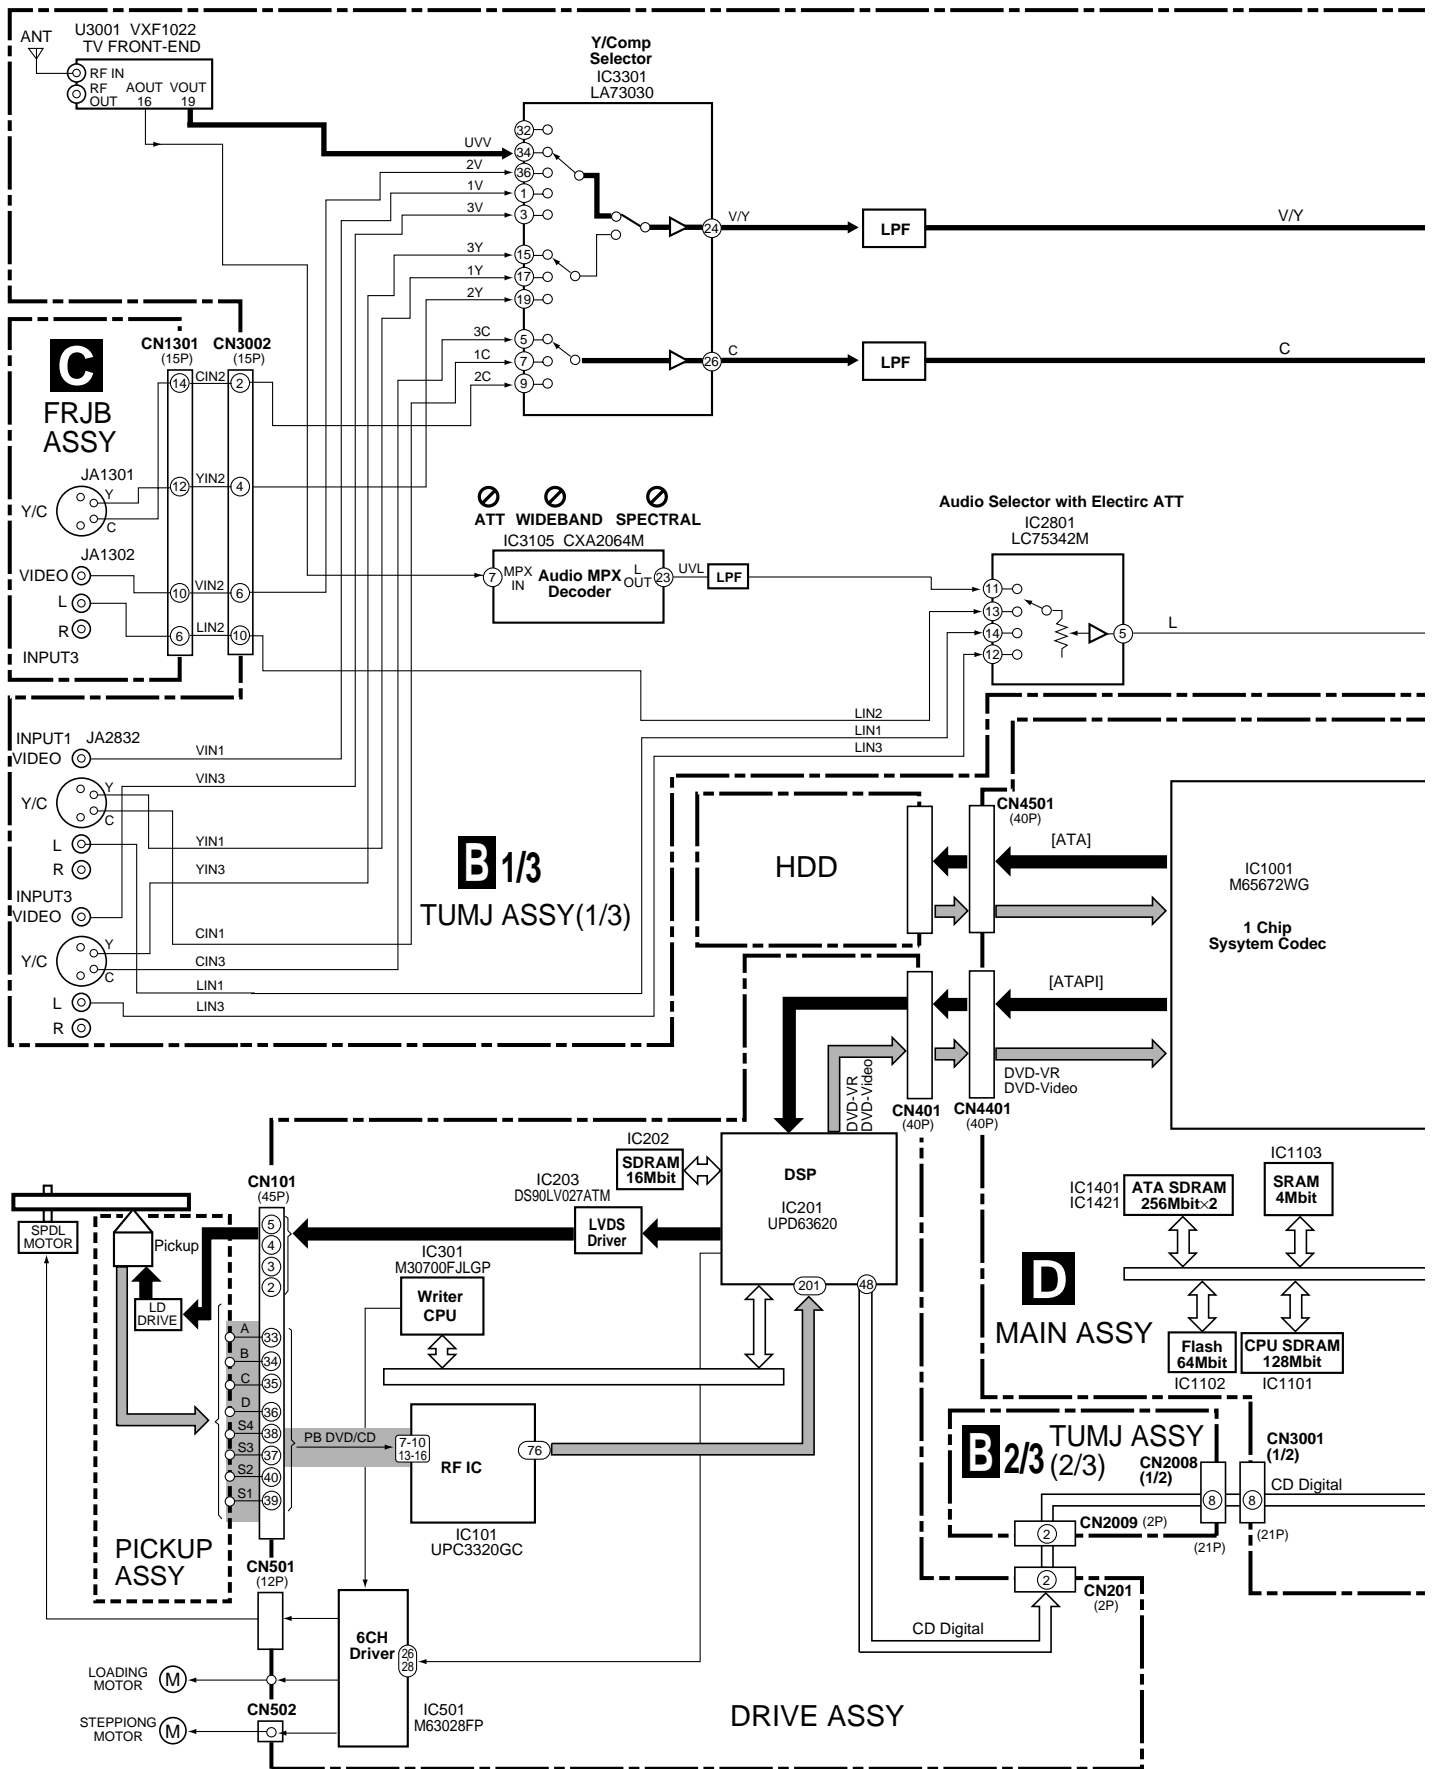 ANT
U3001 VXF1022
TV FRONT-END
RF IN
RF
OUT
AOUT VOUT
16 19
Y/Comp
Selector
IC3301
LA73030
32
UVV 34
2V 36
1V 1
3V 3
3Y 15
1Y 17
2Y 19
3C 5
1C 7
2C 9
24 V/Y
LPF
V/Y
26 C
LPF
C
C
FRJB
ASSY
CN1301
(15P)
CN3002
(15P)
14 CIN2 2
12 YIN2 4
10 VIN2 6
6 LIN2 10
JA1301
Y/C
Y
C
JA1302
VIDEO
L
R
INPUT3
ATT WIDEBAND SPECTRAL
IC3105 CXA2064M
7 MPX
IN
Audio MPX
Decoder
L
OUT
23 UVL
LPF
Audio Selector with Electirc ATT
IC2801
LC75342M
11
13
14
12
5 L
LIN2
LIN1
LIN3
INPUT1 JA2832
VIDEO
VIN1
VIN3
Y/C
Y
C
L
R
YIN1
YIN3
INPUT3
VIDEO
Y/C
Y
C
CIN1
CIN3
LIN1
L
LIN3
R
B 1/3
TUMJ ASSY(1/3)
HDD
CN4501
(40P)
[ATA]
IC1001
M65672WG
1 Chip
Sysytem Codec
[ATAPI]
DVD-VR
DVD-Video
DVD-VR
DVD-Video
CN401
(40P)
CN4401
(40P)
IC202
SDRAM
16Mbit
DSP
IC201
UPD63620
201
48
IC203
DS90LV027ATM
LVDS
Driver
CN101
(45P)
5
4
3
2
SPDL
MOTOR
Pickup
LD
DRIVE
A 33
B 34
C 35
D 36
S4 38
S3 37
S2 40
S1 39
IC301
M30700FJLGP
Writer
CPU
PB DVD/CD
7-10
13-16
RF IC
76
IC101
UPC3320GC
PICKUP
ASSY
CN501
(12P)
6CH
Driver
26
28
IC501
M63028FP
LOADING
MOTOR
M
CN502
STEPPIONG
MOTOR
M
DRIVE ASSY
IC1401
IC1421
ATA SDRAM
256Mbit×2
IC1103
SRAM
4Mbit
D
MAIN ASSY
Flash
64Mbit
IC1102
CPU SDRAM
128Mbit
IC1101
B 2/3
TUMJ ASSY
(2/3)
CN2008
(1/2)
8
(21P)
CN3001
(1/2)
8
(21P)
CD Digital
2
CN2009 (2P)
2
CN201
(2P)
CD Digital